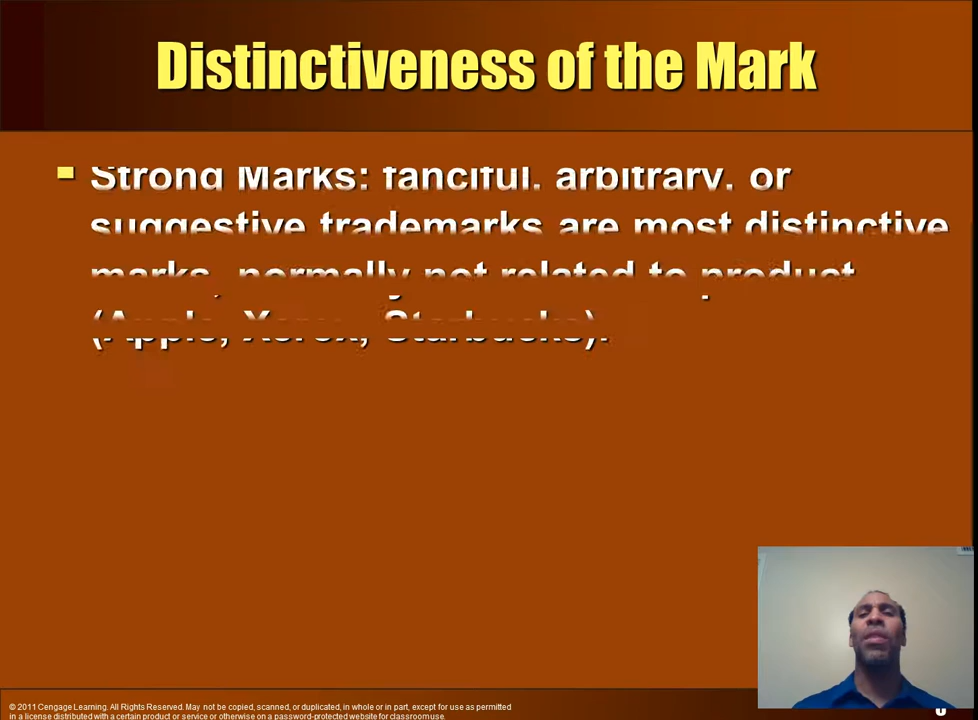 Distinctiveness of the Mark
Strong Marks: fanciful, arbitrary, or
suggestive trademarks are most distinctive
marks, normally not related to product
(Apple, Xerox, Starbucks).
© 2011 Cengage Learning. All Rights Reserved. May not be copied, scanned, or duplicated, in whole or in part, except for use as permitted
in a license distributed with a certain product or service or otherwise on a password-protected website for classroom use.